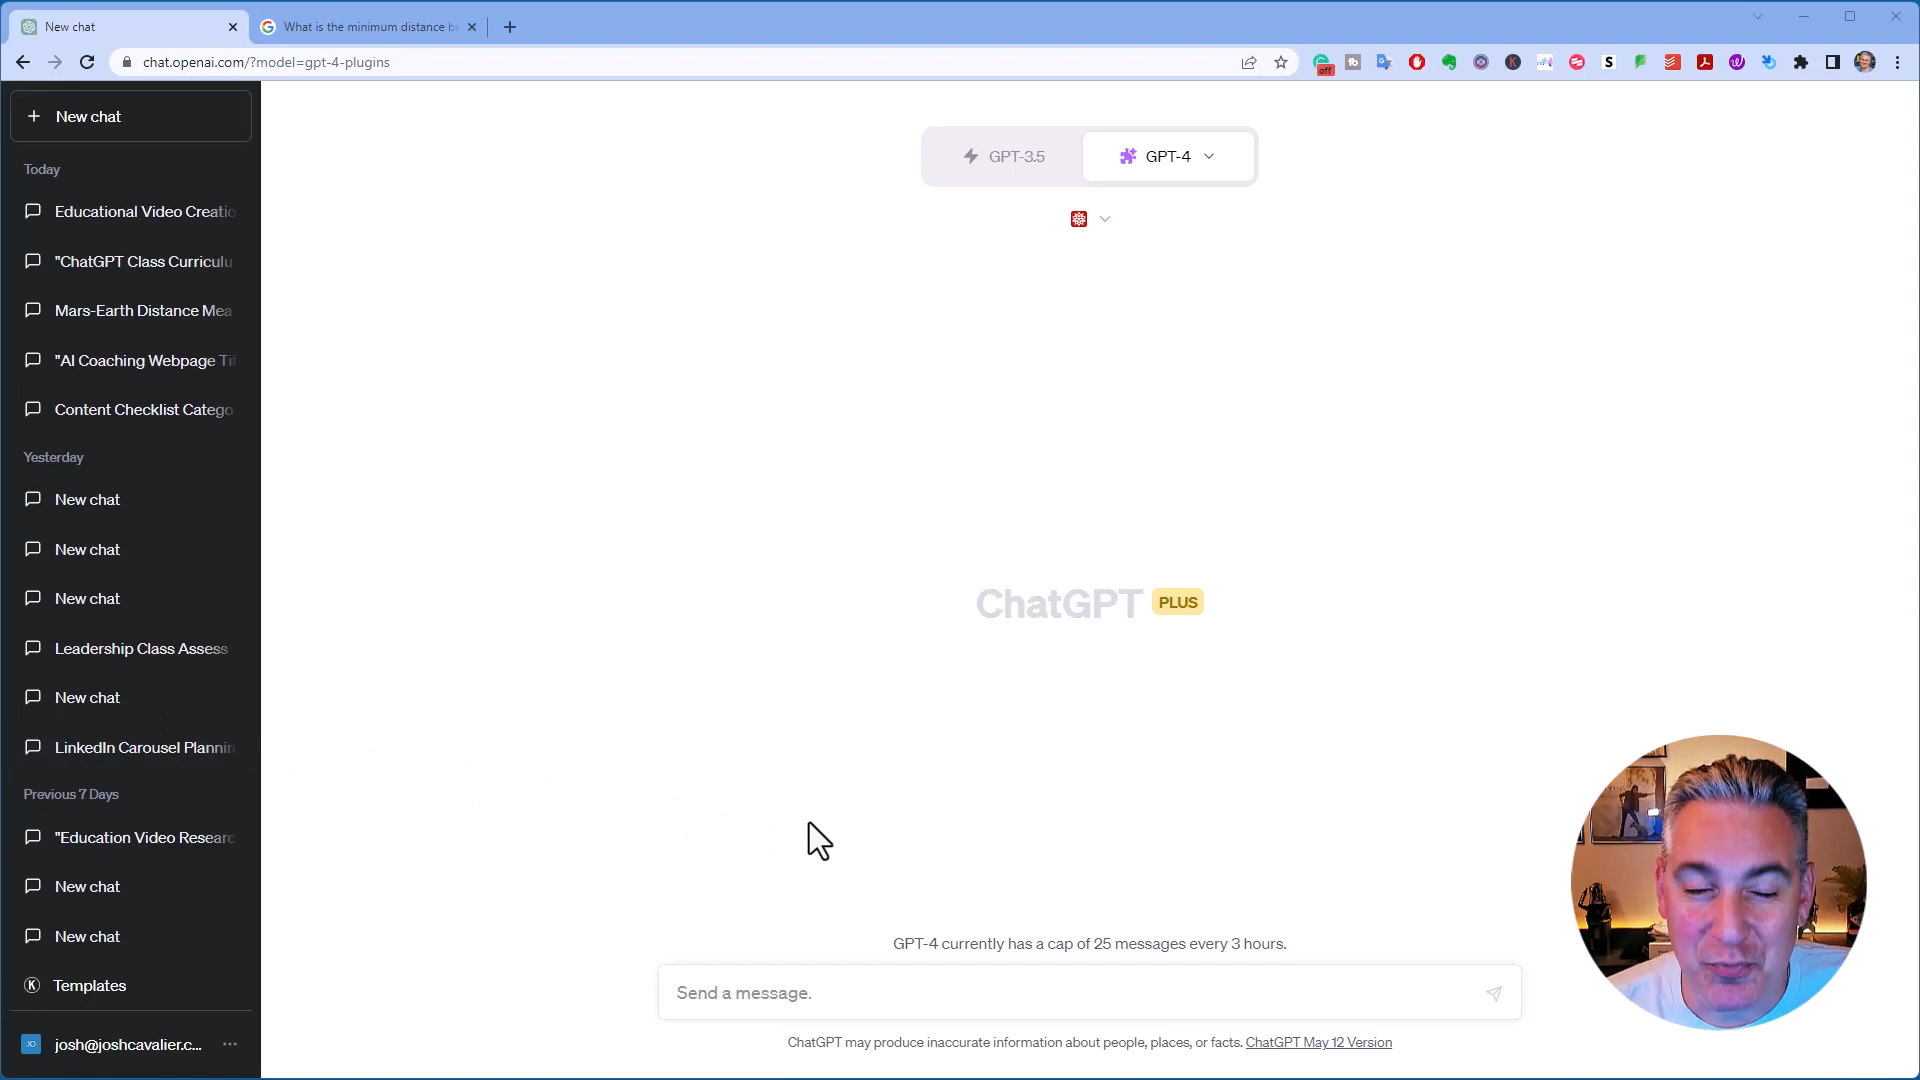 New chat
What is the minimum distance b
chat.openai.com/?model=gpt-4-plugins
off
New chat
Today
Educational Video Creatio
"ChatGPT Class Curriculu
Mars-Earth Distance Mea
"AI Coaching Webpage Tit
Content Checklist Catego
Yesterday
New chat
New chat
New chat
Leadership Class Assess
New chat
LinkedIn Carousel Plannin
Previous 7 Days
"Education Video Researc
New chat
New chat
K Templates
JO josh@joshcavalier.c...
GPT-3.5
GPT-4
ChatGPT PLUS
GPT-4 currently has a cap of 25 messages every 3 hours.
Send a message.
ChatGPT may produce inaccurate information about people, places, or facts. ChatGPT May 12 Version